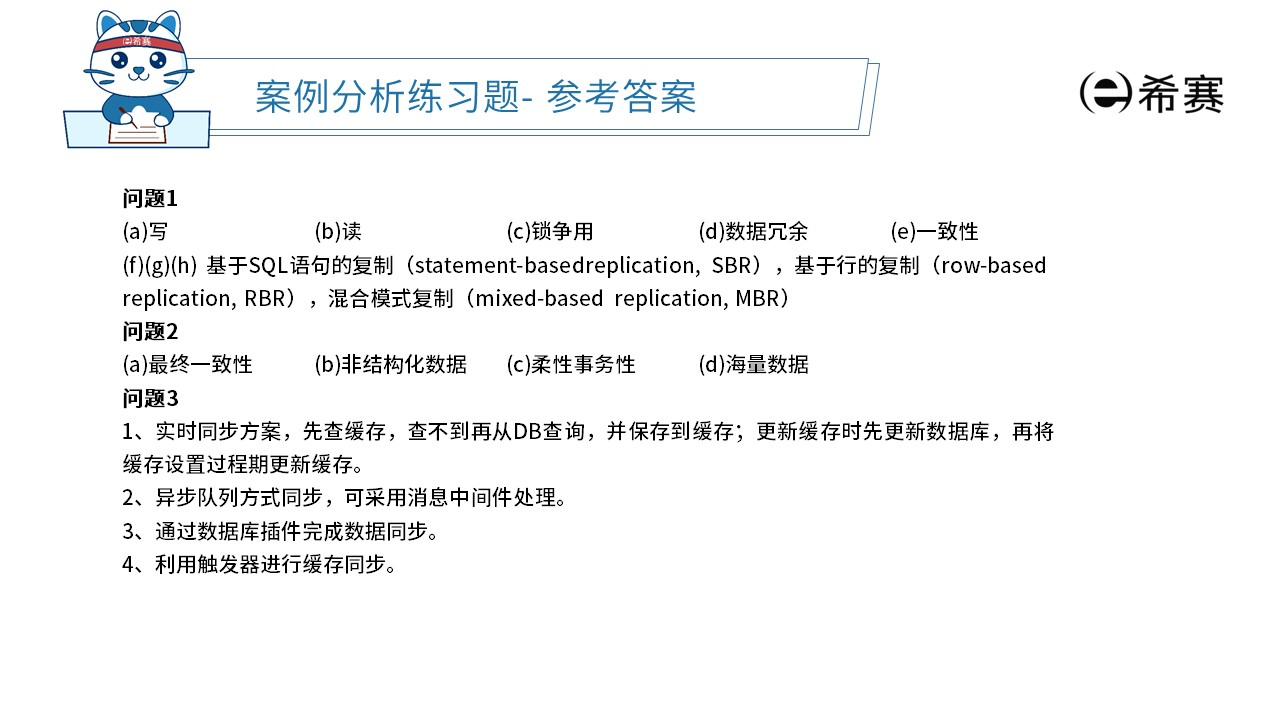 希赛
案例分析练习题- 参考答案
希赛
问题1
(a)写 (b)读 (c)锁争用 (d)数据冗余 (e)一致性
(f)(g)(h) 基于SQL语句的复制（statement-basedreplication, SBR），基于行的复制（row-based
replication, RBR），混合模式复制（mixed-based replication, MBR）
问题2
(a)最终一致性 (b)非结构化数据 (c)柔性事务性 (d)海量数据
问题3
1、实时同步方案，先查缓存，查不到再从DB查询，并保存到缓存；更新缓存时先更新数据库，再将
缓存设置过程期更新缓存。
2、异步队列方式同步，可采用消息中间件处理。
3、通过数据库插件完成数据同步。
4、利用触发器进行缓存同步。